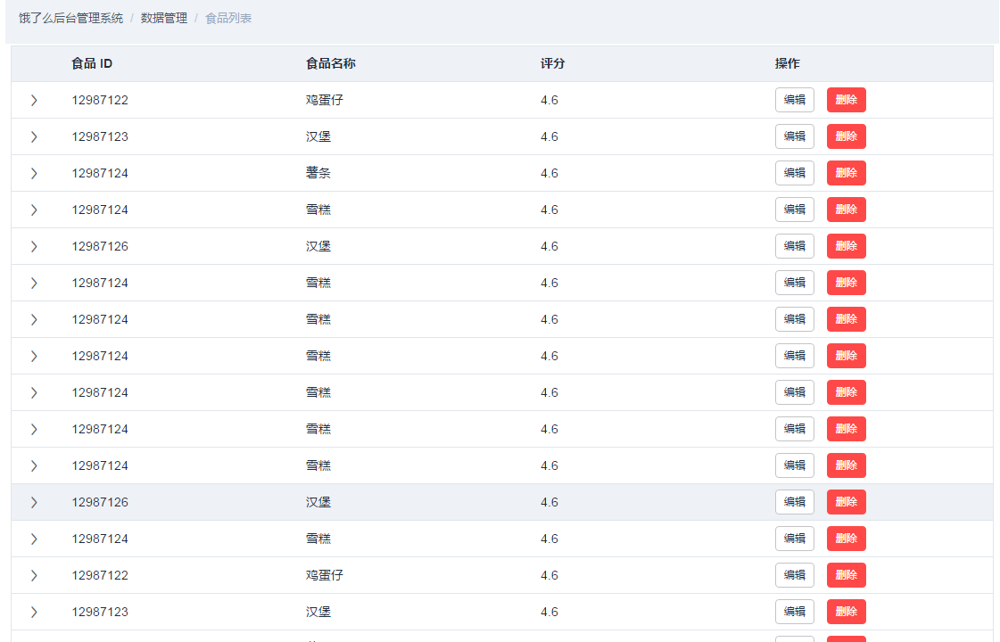 饿了么后台管理系统 / 数据管理 / 食品列表
食品 ID 食品名称 评分 操作
12987122 鸡蛋仔 4.6 编辑 删除
12987123 汉堡 4.6 编辑 删除
12987124 薯条 4.6 编辑 删除
12987124 雪糕 4.6 编辑 删除
12987126 汉堡 4.6 编辑 删除
12987124 雪糕 4.6 编辑 删除
12987124 雪糕 4.6 编辑 删除
12987124 雪糕 4.6 编辑 删除
12987124 雪糕 4.6 编辑 删除
12987124 雪糕 4.6 编辑 删除
12987124 雪糕 4.6 编辑 删除
12987126 汉堡 4.6 编辑 删除
12987124 雪糕 4.6 编辑 删除
12987122 鸡蛋仔 4.6 编辑 删除
12987123 汉堡 4.6 编辑 删除